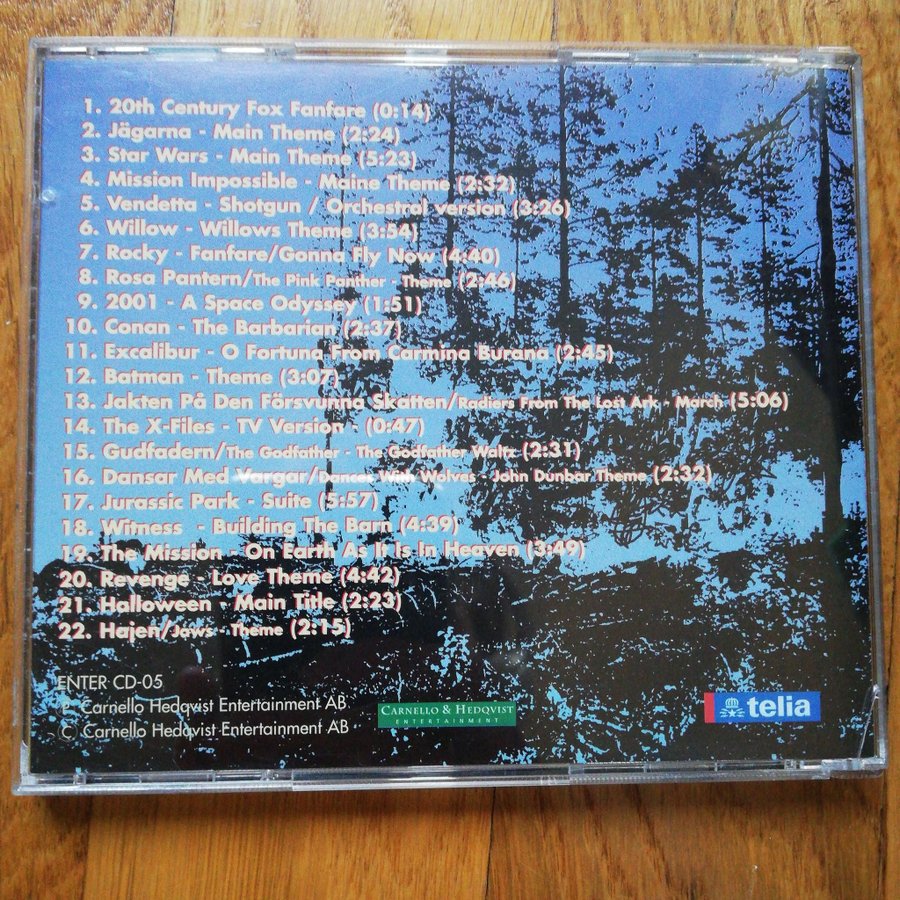 1. 20th Century Fox Fanfare (0:14)
2. Jägarna - Main Theme (2:24)
3. Star Wars - Main Theme (5:23)
4. Mission Impossible - Maine Theme (2:32)
5. Vendetta - Shotgun / Orchestral version (3:26)
6. Willow - Willows Theme (3:54)
7. Rocky - Fanfare/Gonna Fly Now (4:40)
8. Rosa Pantern/The Pink Panther - Theme (2:46)
9. 2001 - A Space Odyssey (1:51)
10. Conan - The Barbarian (2:37)
11. Excalibur - O Fortuna From Carmina Burana (2:45)
12. Batman - Theme (3:07)
13. Jakten På Den Försvunna Skatten/Radiers From The Lost Ark - March (5:06)
14. The X-Files - TV Version - (0:47)
15. Gudfadern/The Godfather - The Godfather Waltz (2:31)
16. Dansar Med Vargar/Dances With Wolves - John Dunbar Theme (2:32)
17. Jurassic Park - Suite (5:57)
18. Witness - Building The Barn (4:39)
19. The Mission - On Earth As It Is In Heaven (3:49)
20. Revenge - Love Theme (4:42)
21. Halloween - Main Title (2:23)
22. Hajen/Jaws - Theme (2:15)
ENTER CD-05
℗ Carnello Hedqvist Entertainment AB
© Carnello Hedqvist Entertainment AB
CARNELLO & HEDQVIST
ENTERTAINMENT
telia